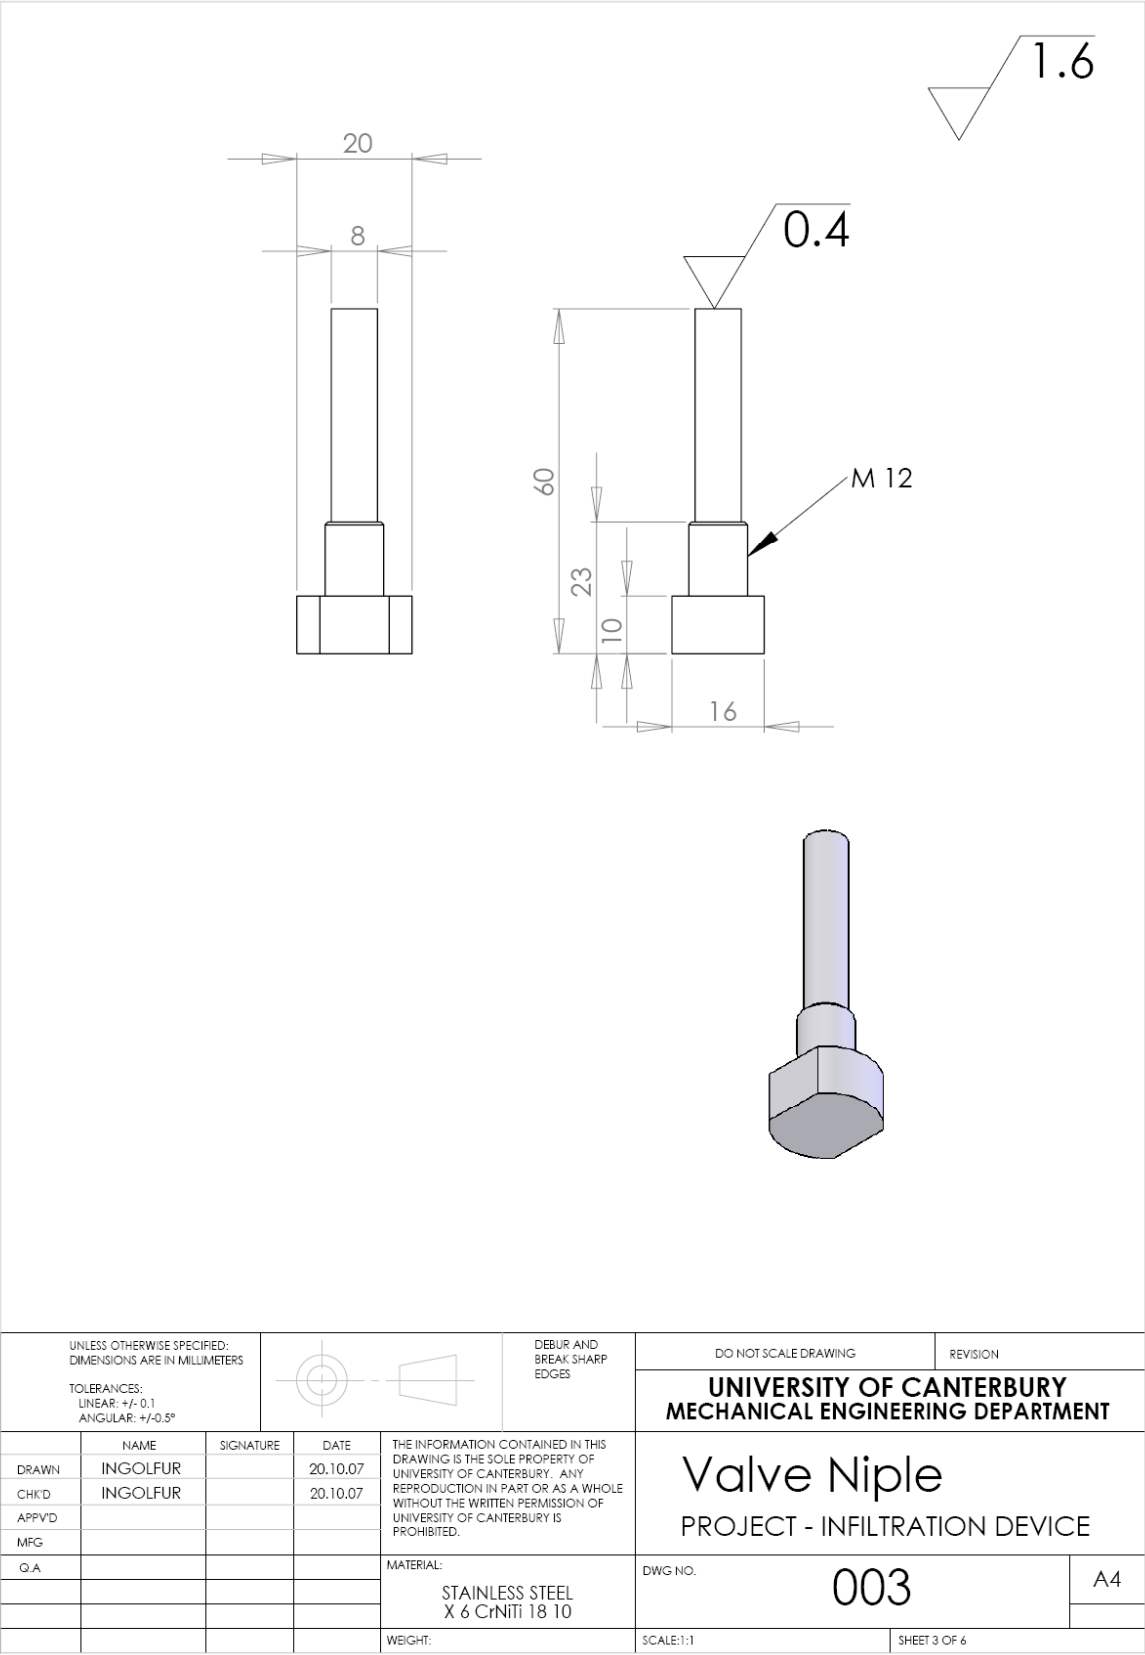 1.6
20
8
0.4
60
M 12
23
10
16
UNLESS OTHERWISE SPECIFIED:
DIMENSIONS ARE IN MILLIMETERS
TOLERANCES:
LINEAR: +/- 0.1
ANGULAR: +/-0.5°
DEBUR AND
BREAK SHARP
EDGES
DO NOT SCALE DRAWING
REVISION
UNIVERSITY OF CANTERBURY
MECHANICAL ENGINEERING DEPARTMENT
NAME SIGNATURE DATE
DRAWN INGOLFUR 20.10.07
CHK'D INGOLFUR 20.10.07
APPV'D
MFG
Q.A
THE INFORMATION CONTAINED IN THIS
DRAWING IS THE SOLE PROPERTY OF
UNIVERSITY OF CANTERBURY. ANY
REPRODUCTION IN PART OR AS A WHOLE
WITHOUT THE WRITTEN PERMISSION OF
UNIVERSITY OF CANTERBURY IS
PROHIBITED.
Valve Niple
PROJECT - INFILTRATION DEVICE
MATERIAL:
STAINLESS STEEL
X 6 CrNiTi 18 10
WEIGHT:
DWG NO.
003
A4
SCALE:1:1
SHEET 3 OF 6